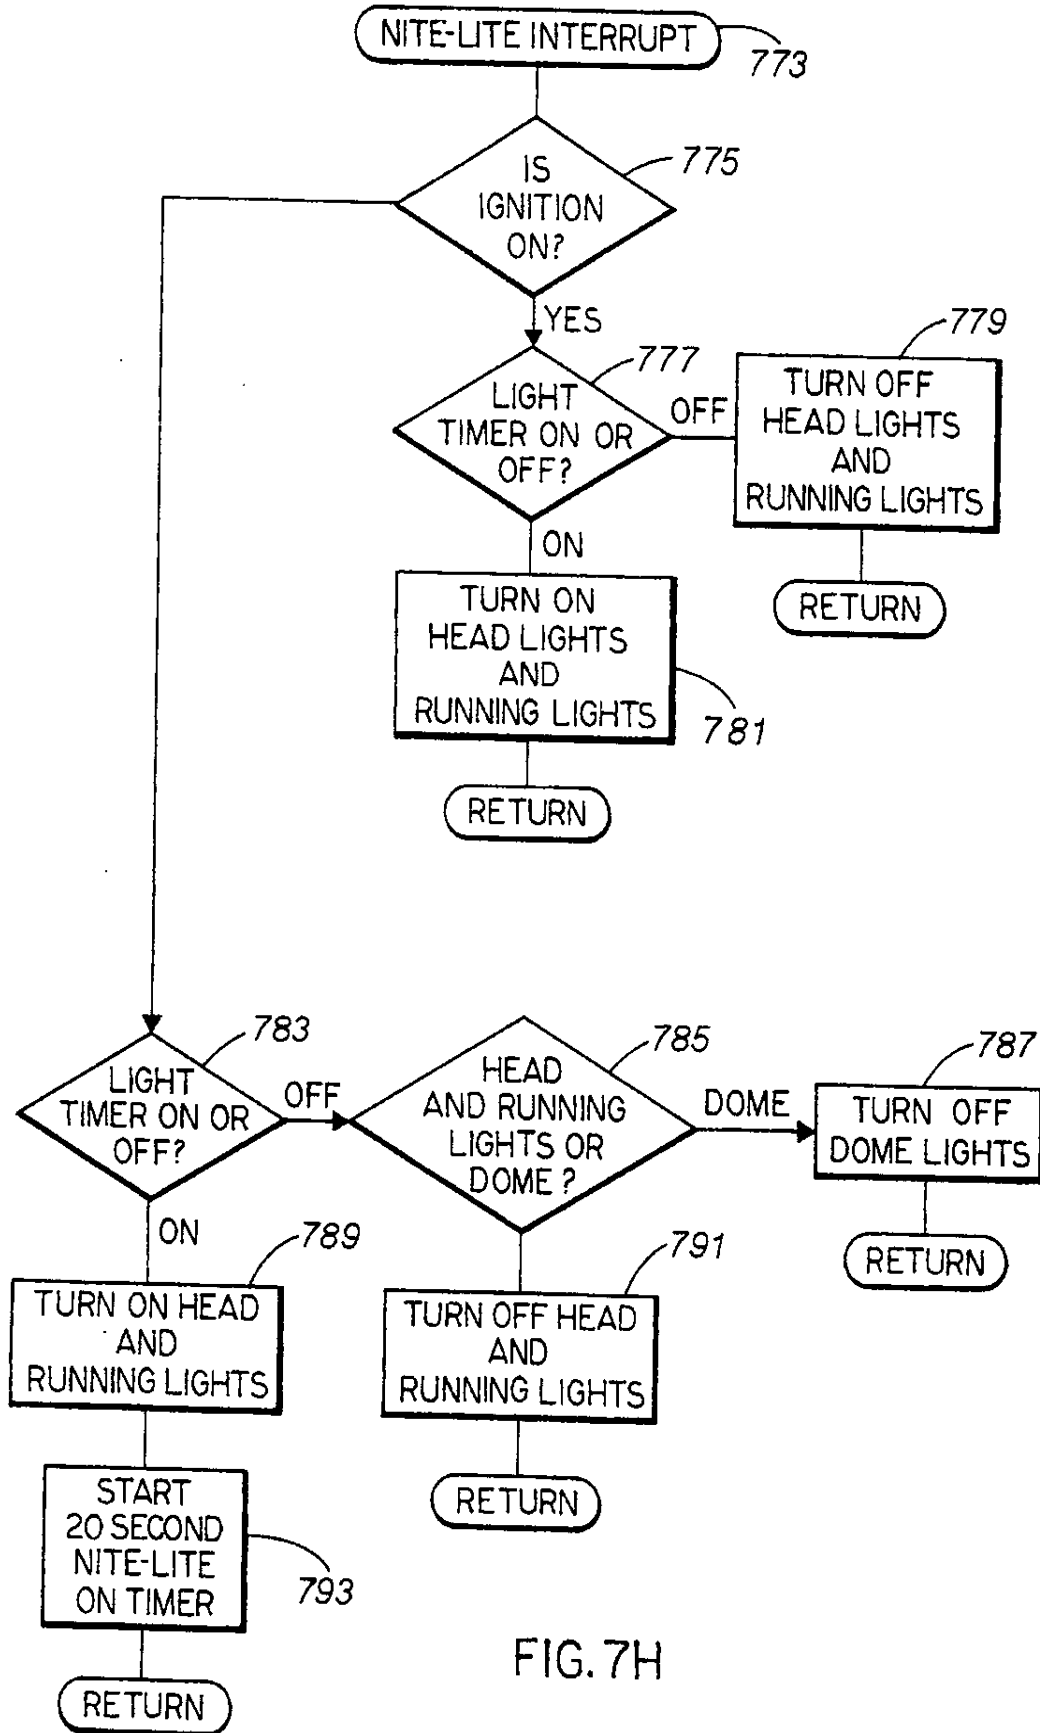 NITE-LITE INTERRUPT
773
IS
IGNITION
ON?
775
YES
LIGHT
TIMER ON OR
OFF?
777
OFF
TURN OFF
HEAD LIGHTS
AND
RUNNING LIGHTS
779
RETURN
ON
TURN ON
HEAD LIGHTS
AND
RUNNING LIGHTS
781
RETURN
LIGHT
TIMER ON OR
OFF?
783
OFF
HEAD
AND RUNNING
LIGHTS OR
DOME?
785
DOME
TURN OFF
DOME LIGHTS
787
RETURN
ON
TURN ON HEAD
AND
RUNNING LIGHTS
789
TURN OFF HEAD
AND
RUNNING LIGHTS
791
RETURN
START
20 SECOND
NITE-LITE
ON TIMER
793
RETURN
FIG. 7H